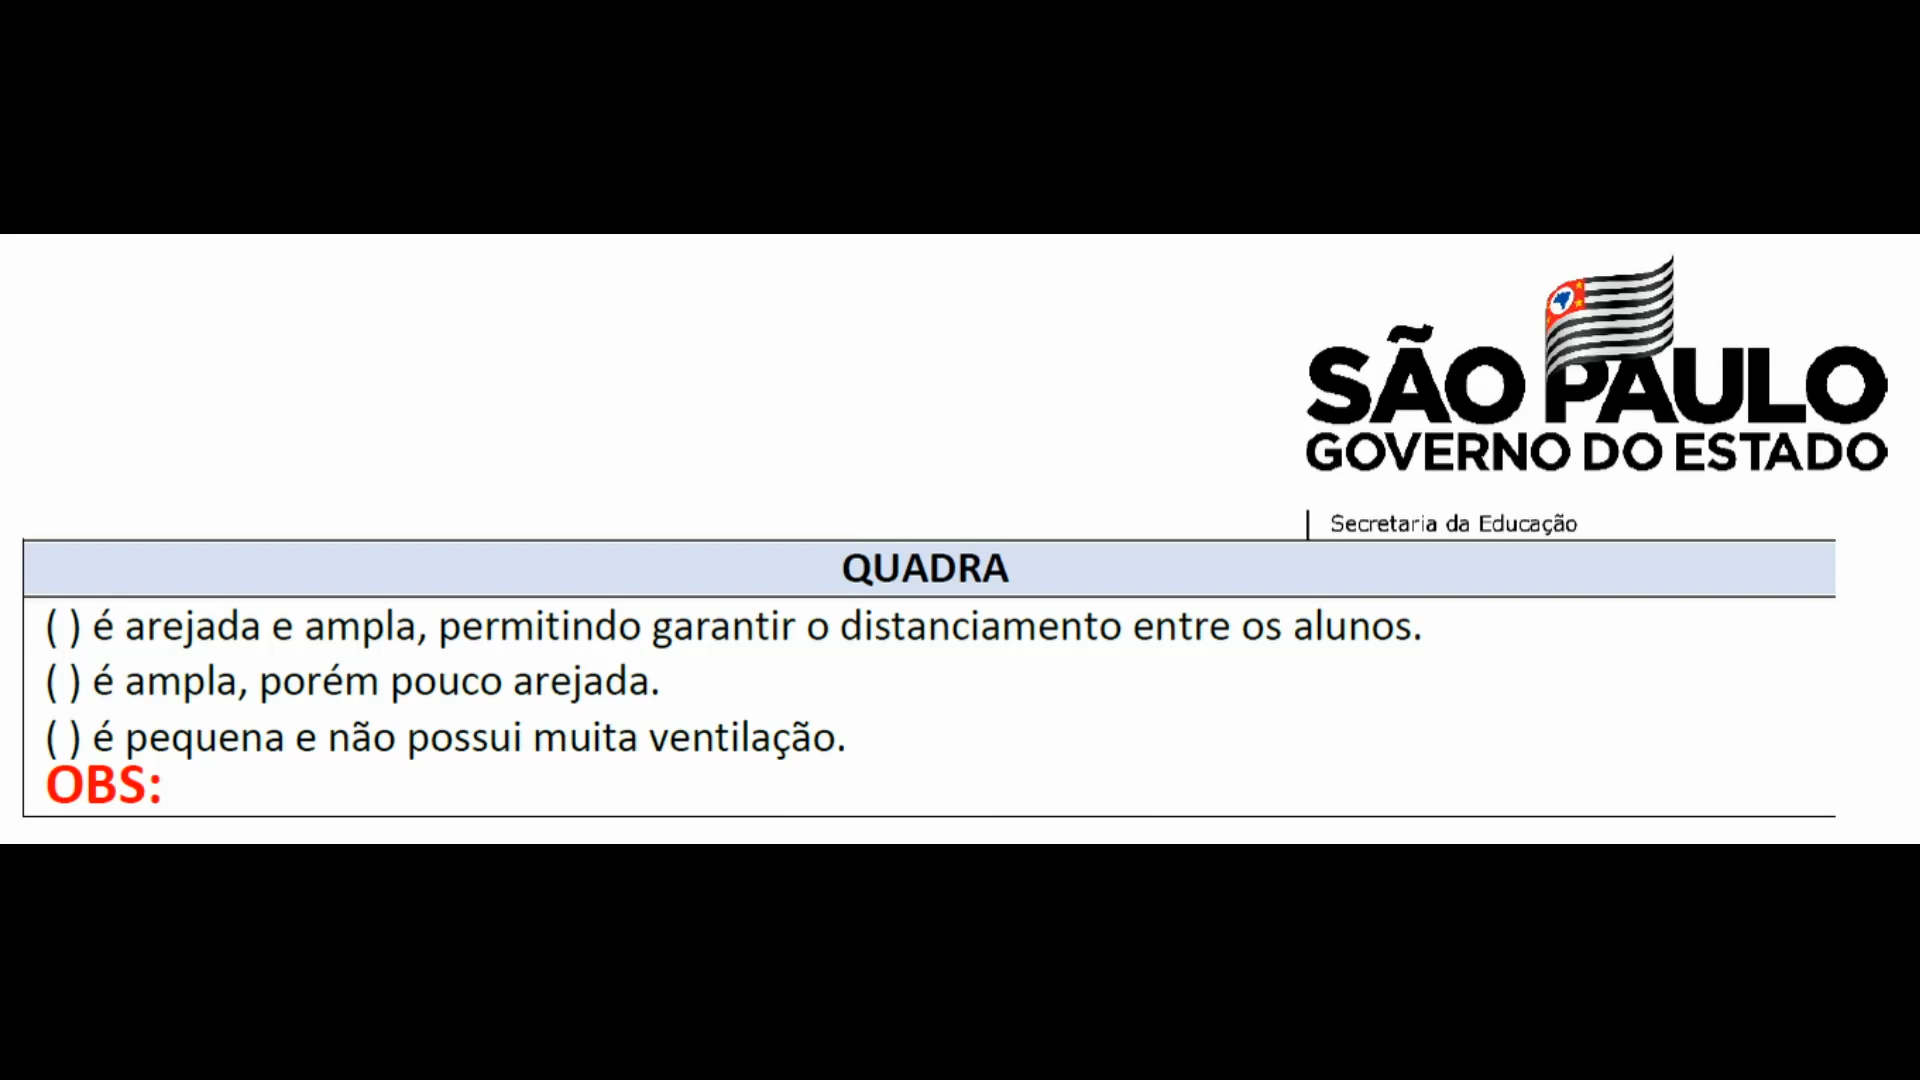 SÃO PAULO
GOVERNO DO ESTADO
Secretaria da Educação
QUADRA
( ) é arejada e ampla, permitindo garantir o distanciamento entre os alunos.
( ) é ampla, porém pouco arejada.
( ) é pequena e não possui muita ventilação.
OBS: